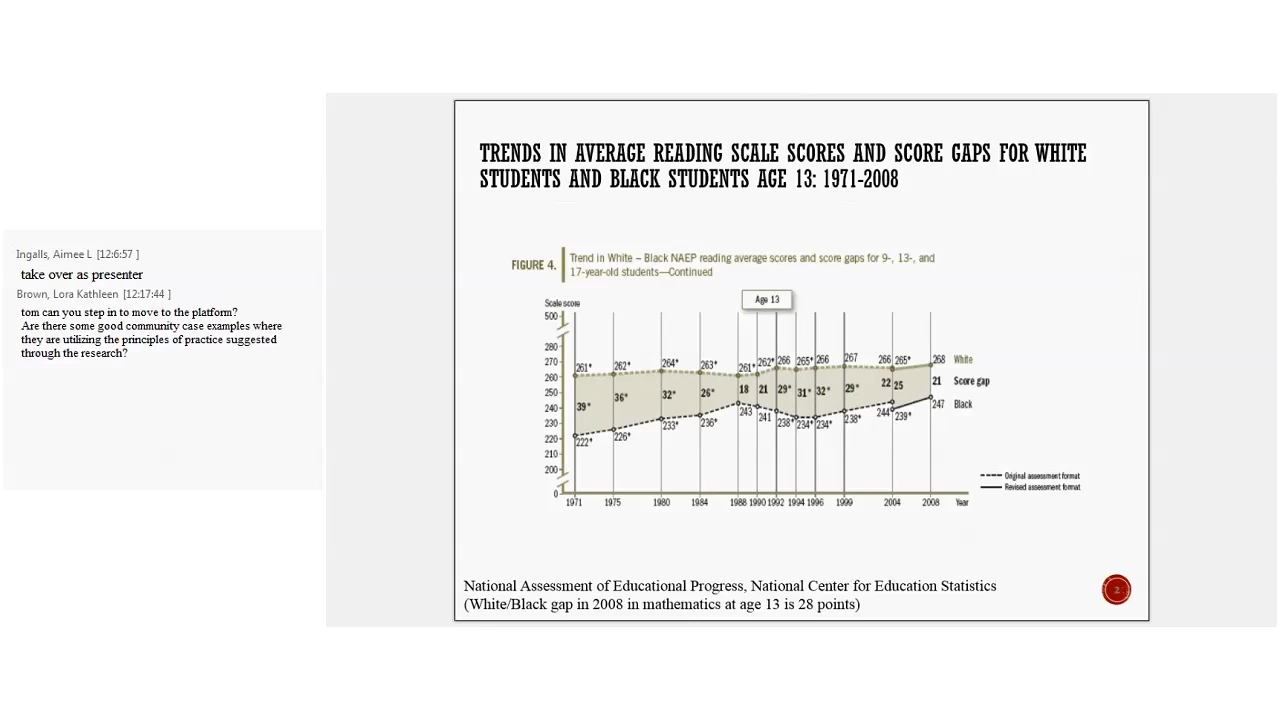 Ingalls, Aimee L [12:6:57 ]
take over as presenter
Brown, Lora Kathleen [12:17:44 ]
tom can you step in to move to the platform?
Are there some good community case examples where
they are utilizing the principles of practice suggested
through the research?
TRENDS IN AVERAGE READING SCALE SCORES AND SCORE GAPS FOR WHITE
STUDENTS AND BLACK STUDENTS AGE 13: 1971-2008
FIGURE 4.
Trend in White – Black NAEP reading average scores and score gaps for 9-, 13-, and
17-year-old students—Continued
Scale score
Age 13
500
280
270
260
250
240
230
220
210
200
0
261* 262* 264* 263* 261* 262* 266 265* 266 267 266 265* 268 White
39* 36* 32* 26* 18 21 29* 31* 32* 29* 22 25 21 Score gap
222* 226* 233* 236* 243 241 238* 234* 234* 238* 244 239* 247 Black
Original assessment format
Revised assessment format
1971 1975 1980 1984 1988 1990 1992 1994 1996 1999 2004 2008 Year
National Assessment of Educational Progress, National Center for Education Statistics
(White/Black gap in 2008 in mathematics at age 13 is 28 points)
2